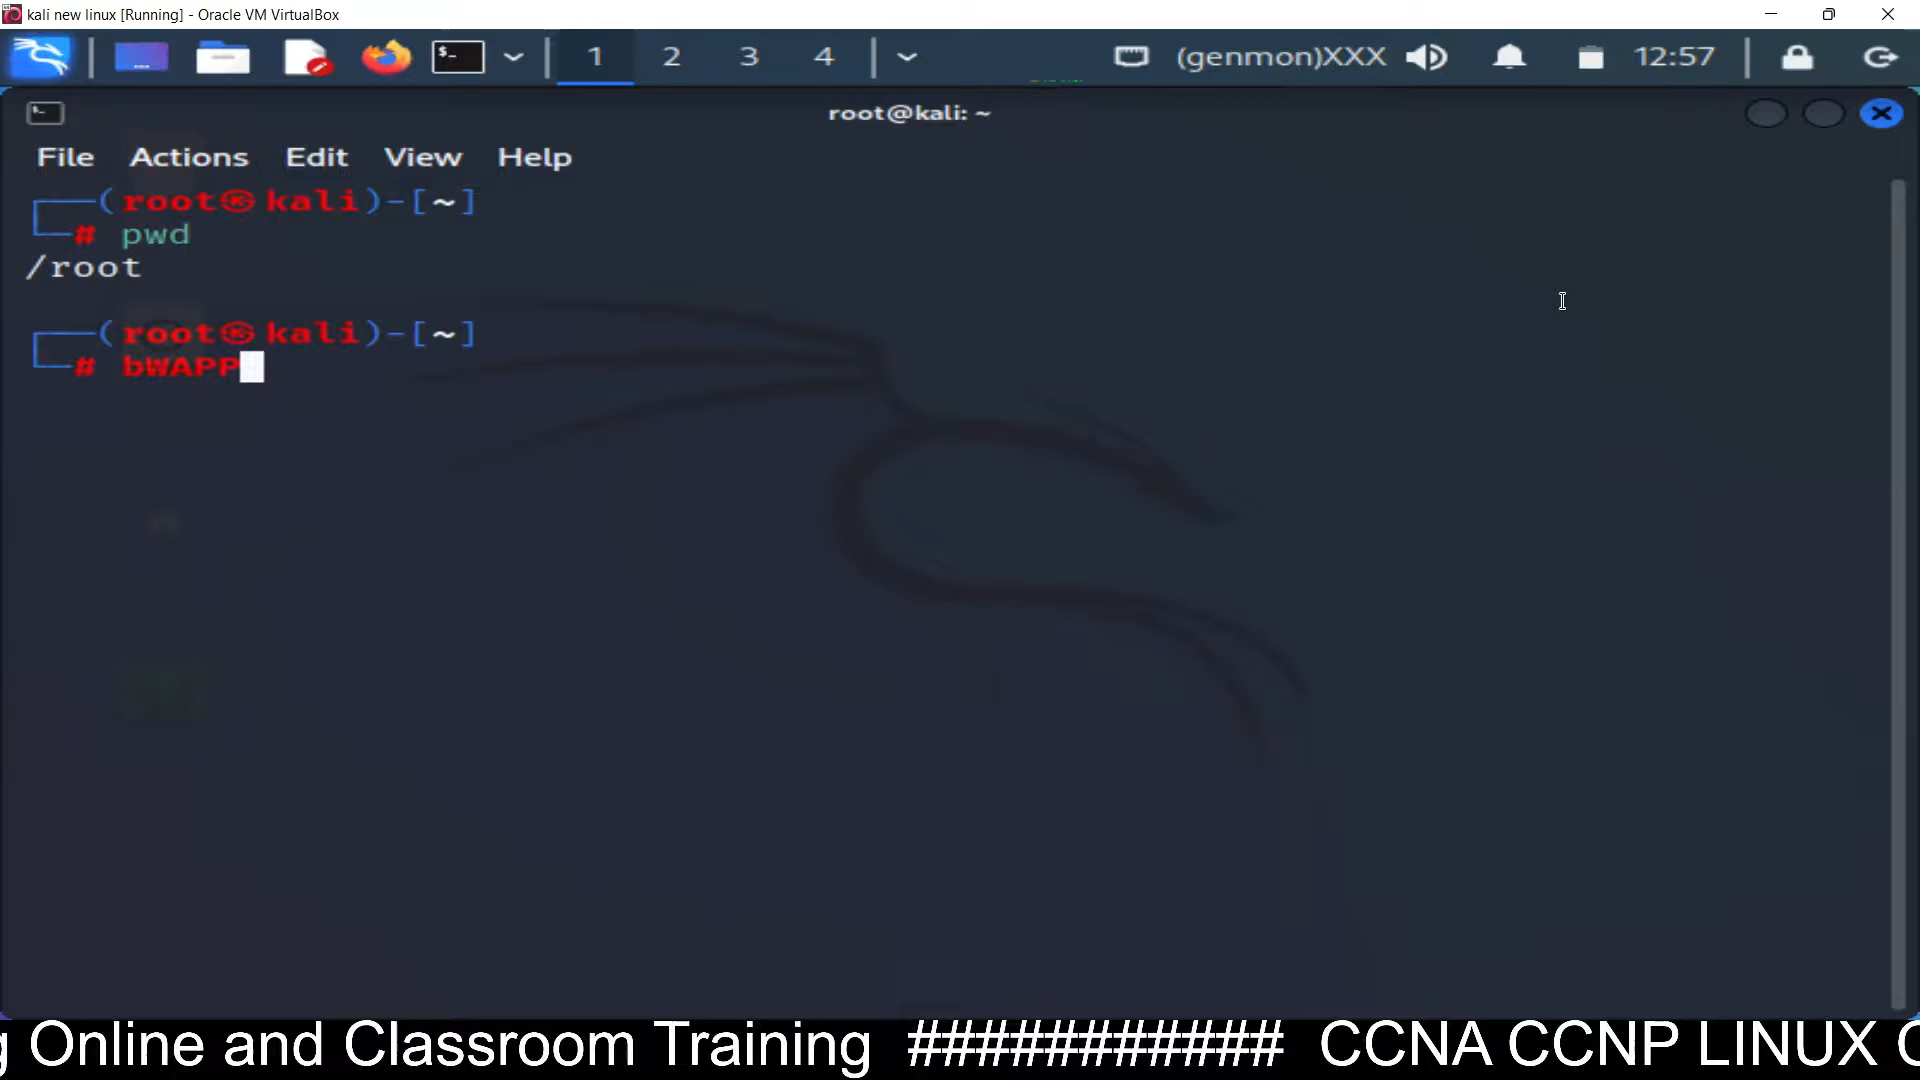 kali new linux [Running] - Oracle VM VirtualBox
1 2 3 4 (genmon)XXX 12:57
root@kali: ~
File Actions Edit View Help
┌──(root㉿kali)-[~]
└─# pwd
/root
┌──(root㉿kali)-[~]
└─# bWAPP
g Online and Classroom Training ########### CCNA CCNP LINUX